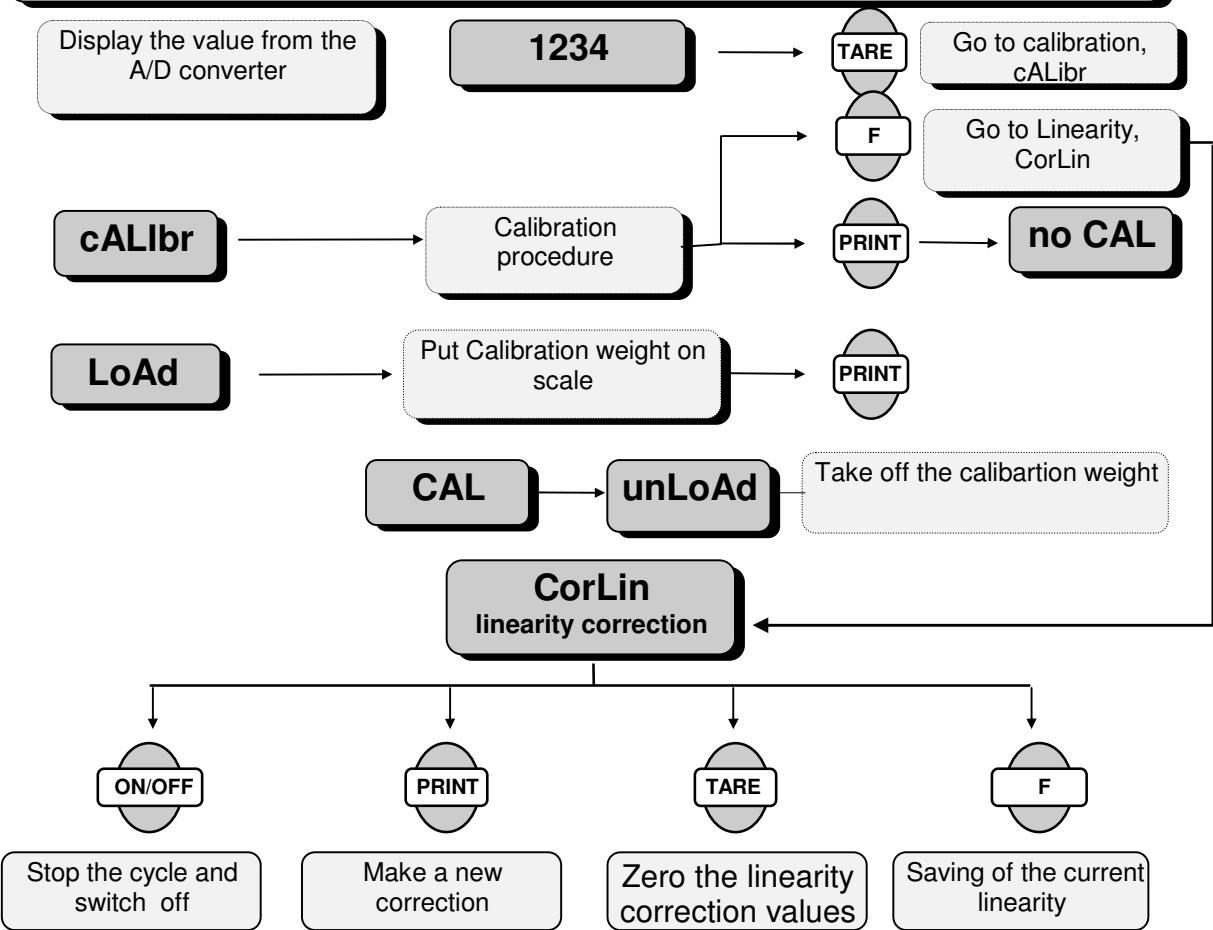 Display the value from the
A/D converter
1234
TARE
Go to calibration,
cALibr
F
Go to Linearity,
CorLin
cALIbr
Calibration
procedure
PRINT
no CAL
LoAd
Put Calibration weight on
scale
PRINT
CAL
unLoAd
Take off the calibartion weight
CorLin
linearity correction
ON/OFF
PRINT
TARE
F
Stop the cycle and
switch off
Make a new
correction
Zero the linearity
correction values
Saving of the current
linearity